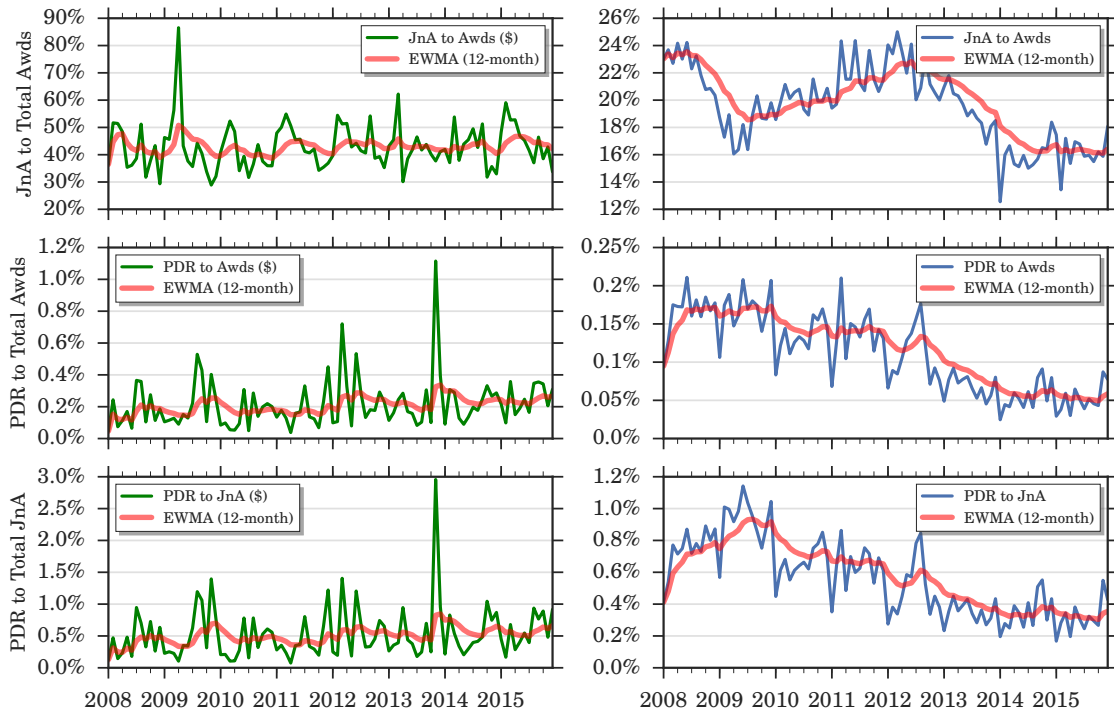 JnA to Total Awds
90%
80%
70%
60%
50%
40%
30%
20%
JnA to Awds ($)
EWMA (12-month)
26%
24%
22%
20%
18%
16%
14%
12%
JnA to Awds
EWMA (12-month)
PDR to Total Awds
1.2%
1.0%
0.8%
0.6%
0.4%
0.2%
0.0%
PDR to Awds ($)
EWMA (12-month)
0.25%
0.2%
0.15%
0.1%
0.05%
0.0%
PDR to Awds
EWMA (12-month)
PDR to Total JnA
3.0%
2.5%
2.0%
1.5%
1.0%
0.5%
0.0%
PDR to JnA ($)
EWMA (12-month)
1.2%
1.0%
0.8%
0.6%
0.4%
0.2%
0.0%
PDR to JnA
EWMA (12-month)
2008 2009 2010 2011 2012 2013 2014 2015
2008 2009 2010 2011 2012 2013 2014 2015